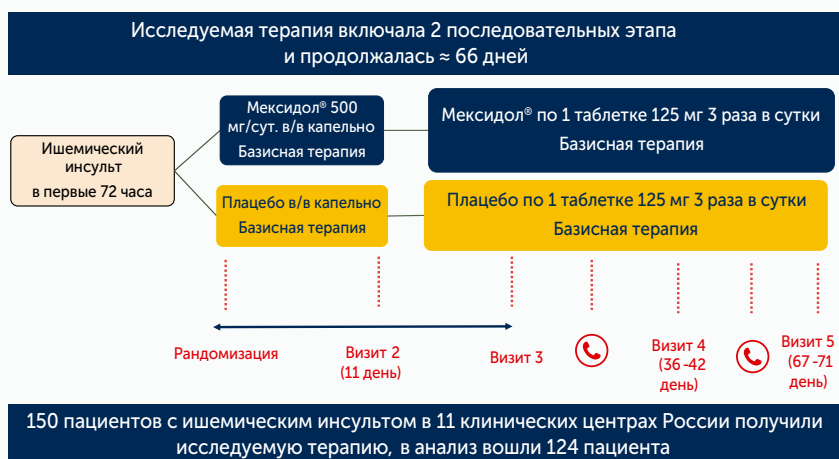 Исследуемая терапия включала 2 последовательных этапа
и продолжалась ≈ 66 дней
Ишемический
инсульт
в первые 72 часа
Мексидол® 500
мг/сут. в/в капельно
Базисная терапия
Мексидол® по 1 таблетке 125 мг 3 раза в сутки
Базисная терапия
Плацебо в/в капельно
Базисная терапия
Плацебо по 1 таблетке 125 мг 3 раза в сутки
Базисная терапия
Рандомизация
Визит 2
(11 день)
Визит 3
Визит 4
(36 -42
день)
Визит 5
(67 -71
день)
150 пациентов с ишемическим инсультом в 11 клинических центрах России получили
исследуемую терапию, в анализ вошли 124 пациента